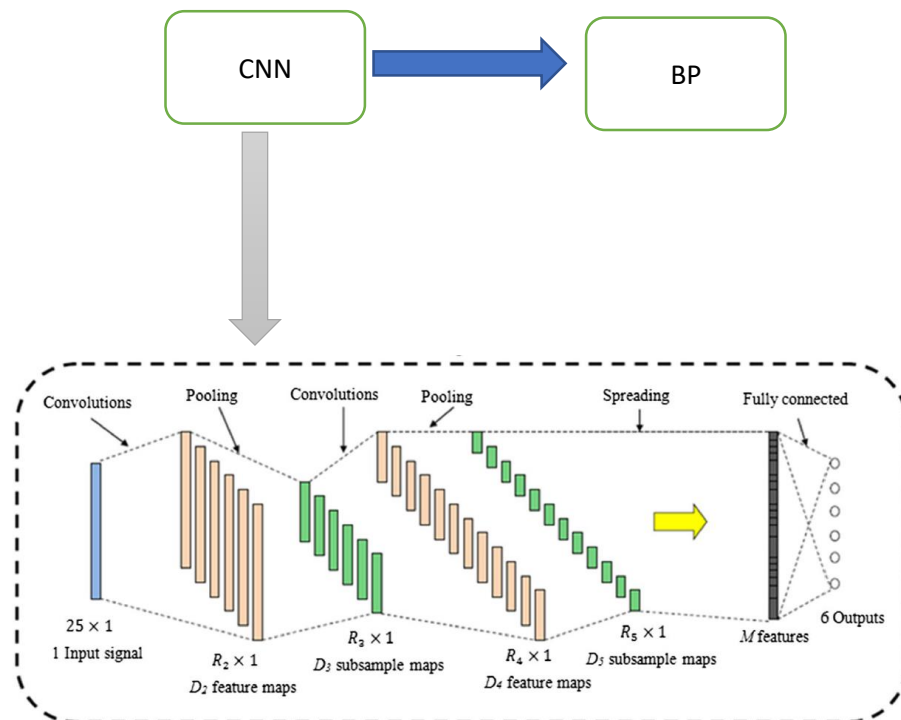 CNN
BP
Convolutions
Pooling
Convolutions
Pooling
Spreading
Fully connected
25 × 1
1 Input signal
R₂ × 1
D₂ feature maps
R₃ × 1
D₃ subsample maps
R₄ × 1
D₄ feature maps
R₅ × 1
D₅ subsample maps
M features
6 Outputs